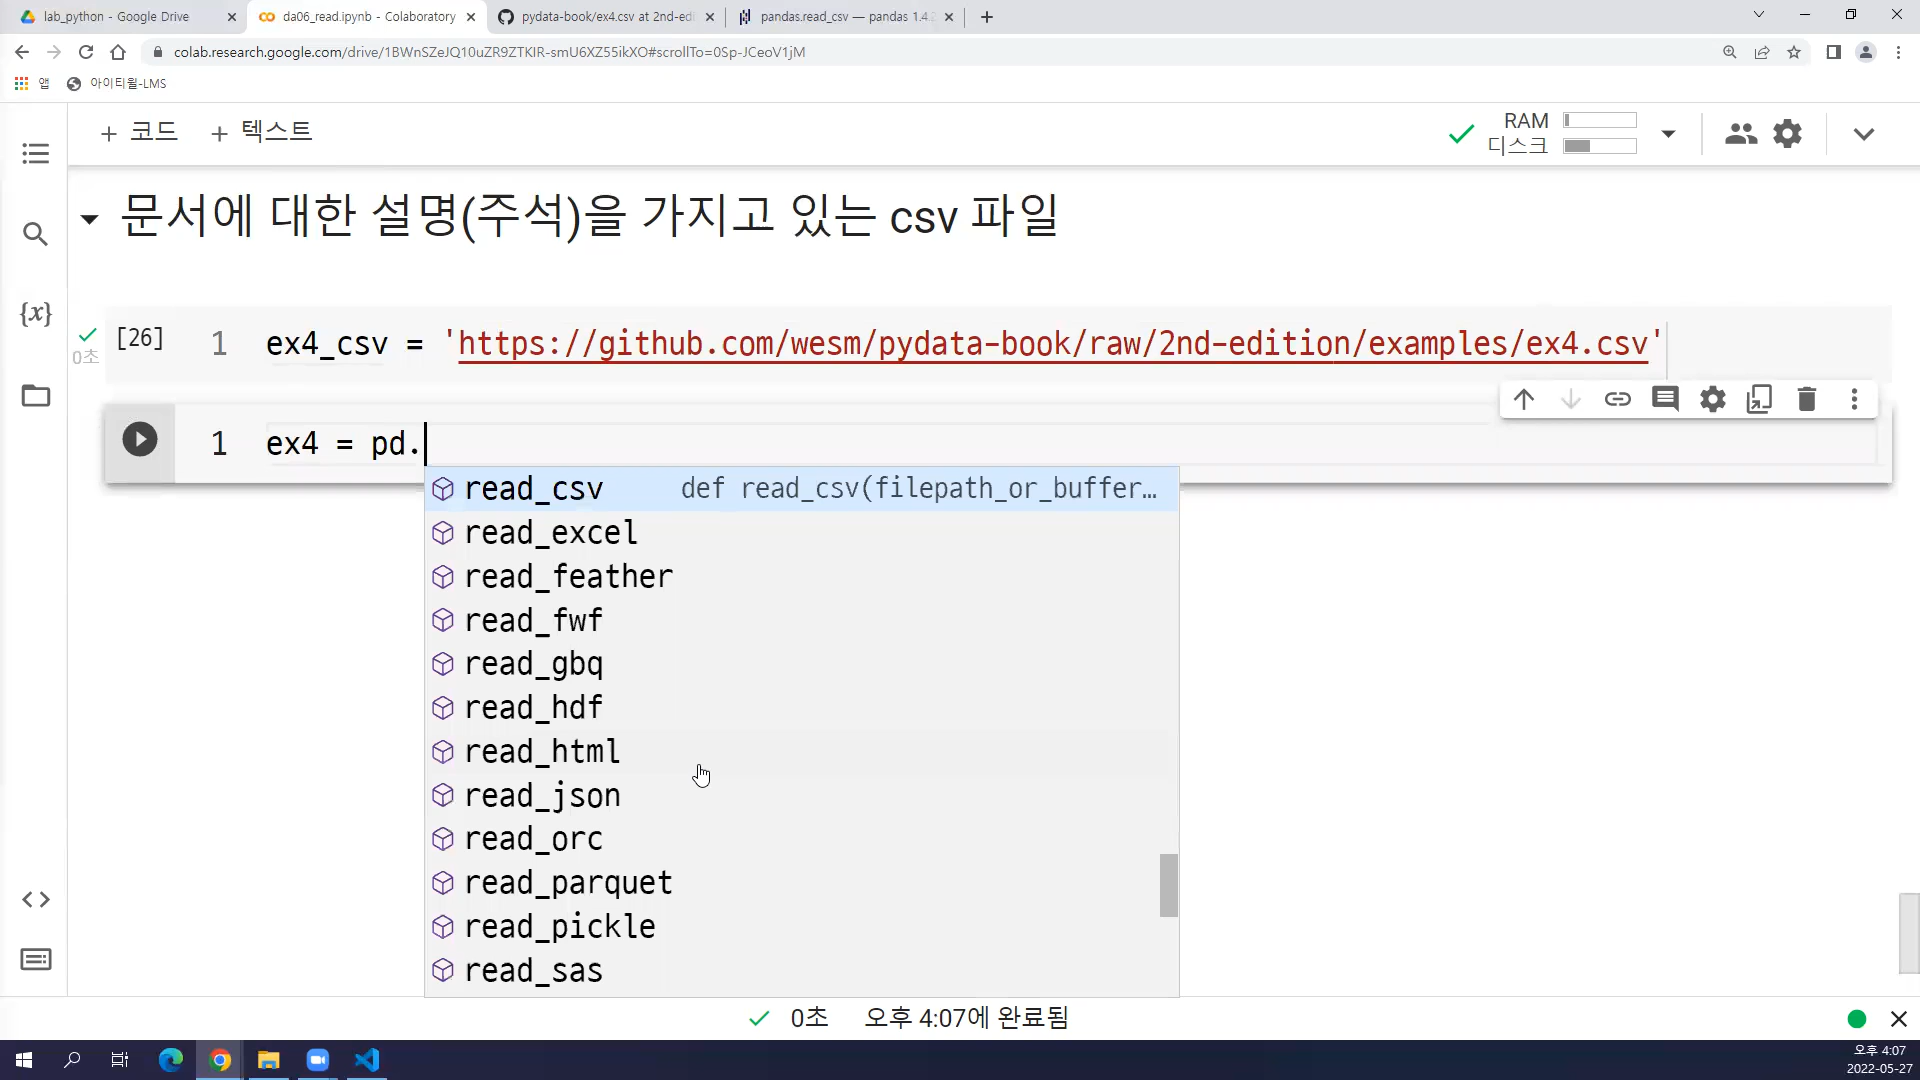 lab_python - Google Drive
da06_read.ipynb - Colaboratory
pydata-book/ex4.csv at 2nd-edi
pandas.read_csv — pandas 1.4.
colab.research.google.com/drive/1BWnSZeJQ10uZR9ZTKIR-smU6XZ55ikXO#scrollTo=0Sp-JCeoV1jM
앱
아이티윌-LMS
+ 코드
+ 텍스트
RAM
디스크
문서에 대한 설명(주석)을 가지고 있는 csv 파일
0초
[26]
1 ex4_csv = 'https://github.com/wesm/pydata-book/raw/2nd-edition/examples/ex4.csv'
1 ex4 = pd.
read_csv def read_csv(filepath_or_buffer…
read_excel
read_feather
read_fwf
read_gbq
read_hdf
read_html
read_json
read_orc
read_parquet
read_pickle
read_sas
0초 오후 4:07에 완료됨
오후 4:07
2022-05-27